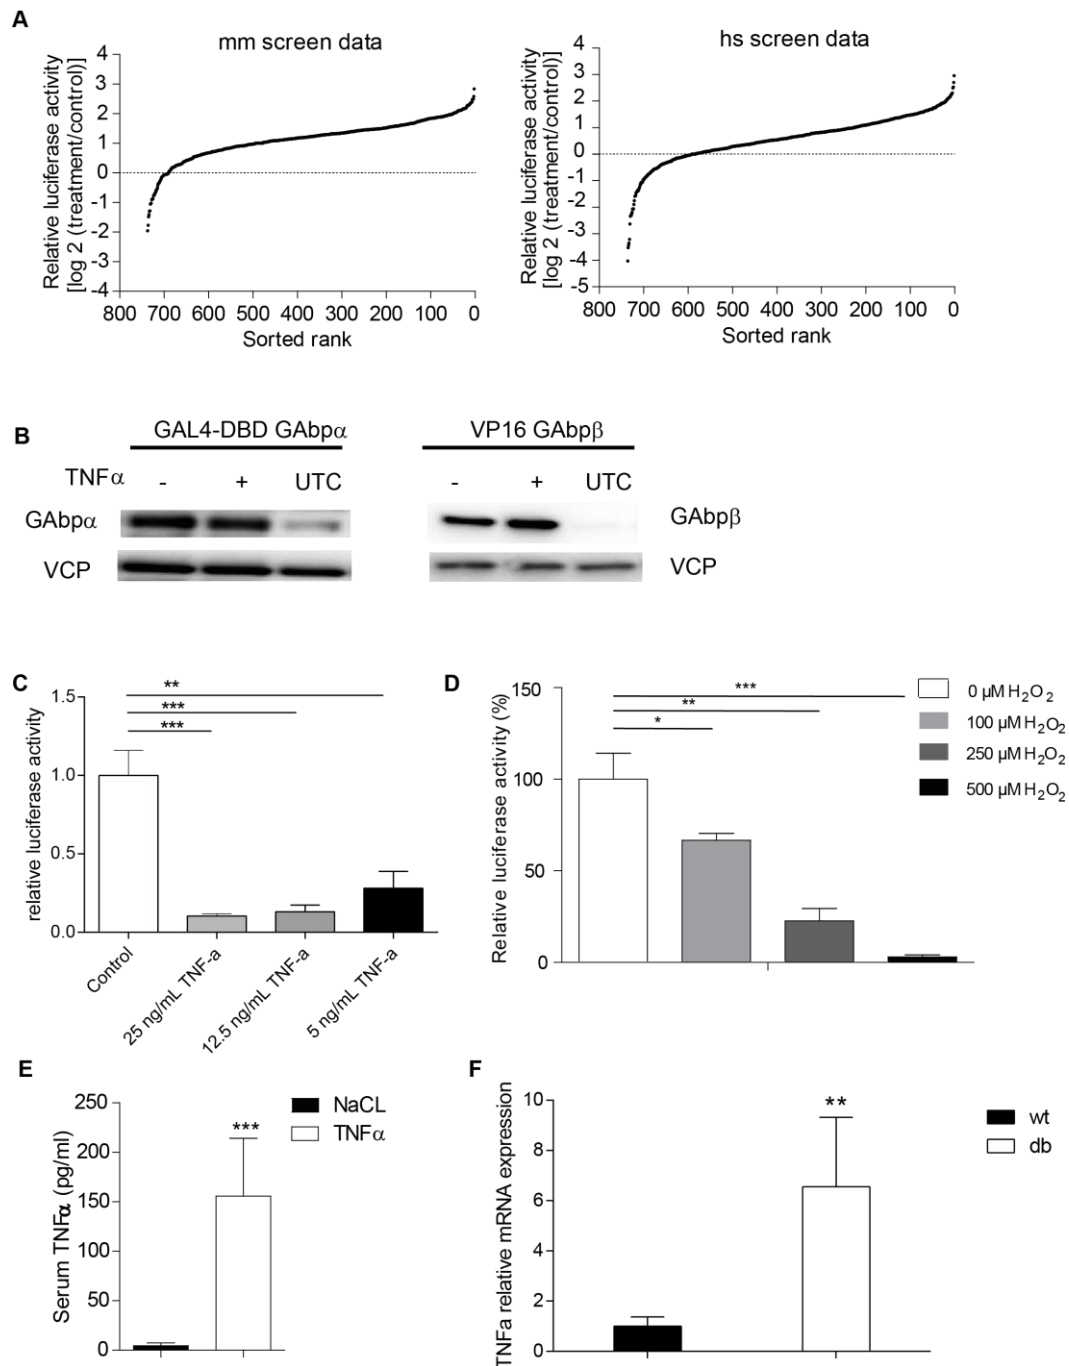 A
mm screen data
Relative luciferase activity
[log 2 (treatment/control)]
4
3
2
1
0
-1
-2
-3
-4
800 700 600 500 400 300 200 100 0
Sorted rank
hs screen data
Relative luciferase activity
[log 2 (treatment/control)]
4
3
2
1
0
-1
-2
-3
-4
-5
800 700 600 500 400 300 200 100 0
Sorted rank
B
GAL4-DBD GAbpα
VP16 GAbpβ
TNFα - + UTC
- + UTC
GAbpα
GAbpβ
VCP
VCP
C
relative luciferase activity
1.5
1.0
0.5
0.0
**
***
***
Control
25 ng/mL TNF-a
12.5 ng/mL TNF-a
5 ng/mL TNF-a
D
Relative luciferase activity (%)
150
100
50
0
***
**
*
0 µM H2O2
100 µM H2O2
250 µM H2O2
500 µM H2O2
E
Serum TNFα (pg/ml)
250
200
150
100
50
0
***
NaCL
TNFα
F
TNFa relative mRNA expression
10
8
6
4
2
0
**
wt
db